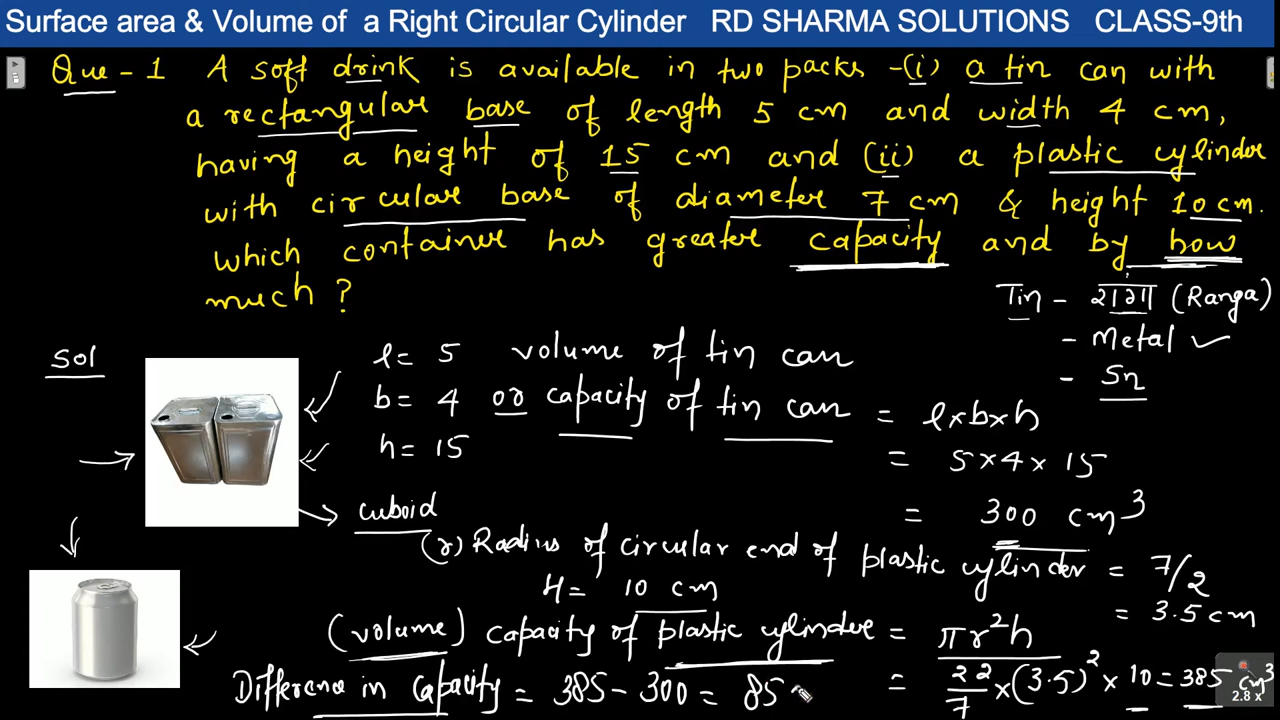 Surface area & Volume of a Right Circular Cylinder RD SHARMA SOLUTIONS CLASS-9th
Que - 1 A soft drink is available in two packs - (i) a tin can with
a rectangular base of length 5 cm and width 4 cm,
having a height of 15 cm and (ii) a plastic cylinder
with circular base of diameter 7 cm & height 10 cm.
which container has greater capacity and by how
much ?
Tin - रांगा (Ranga)
- Metal ✓
- Sn
Sol
l = 5 volume of tin can
b = 4 or capacity of tin can = l×b×h
h = 15
= 5×4×15
cuboid
= 300 cm³
(r) Radius of circular end of plastic cylinder = 7/2
H = 10 cm
= 3.5 cm
(volume) capacity of plastic cylinder = πr²h
= 22/7 × (3.5)² × 10 = 385 cm³
Difference in capacity = 385 - 300 = 85
2.8 x